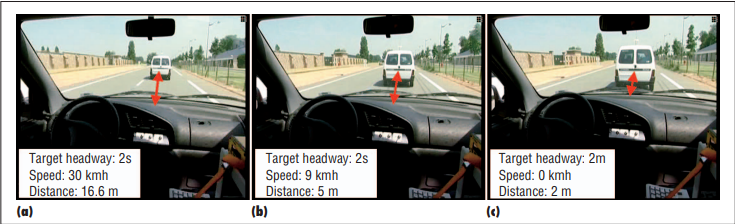 Target headway: 2s
Speed: 30 kmh
Distance: 16.6 m
(a)
Target headway: 2s
Speed: 9 kmh
Distance: 5 m
(b)
Target headway: 2m
Speed: 0 kmh
Distance: 2 m
(c)